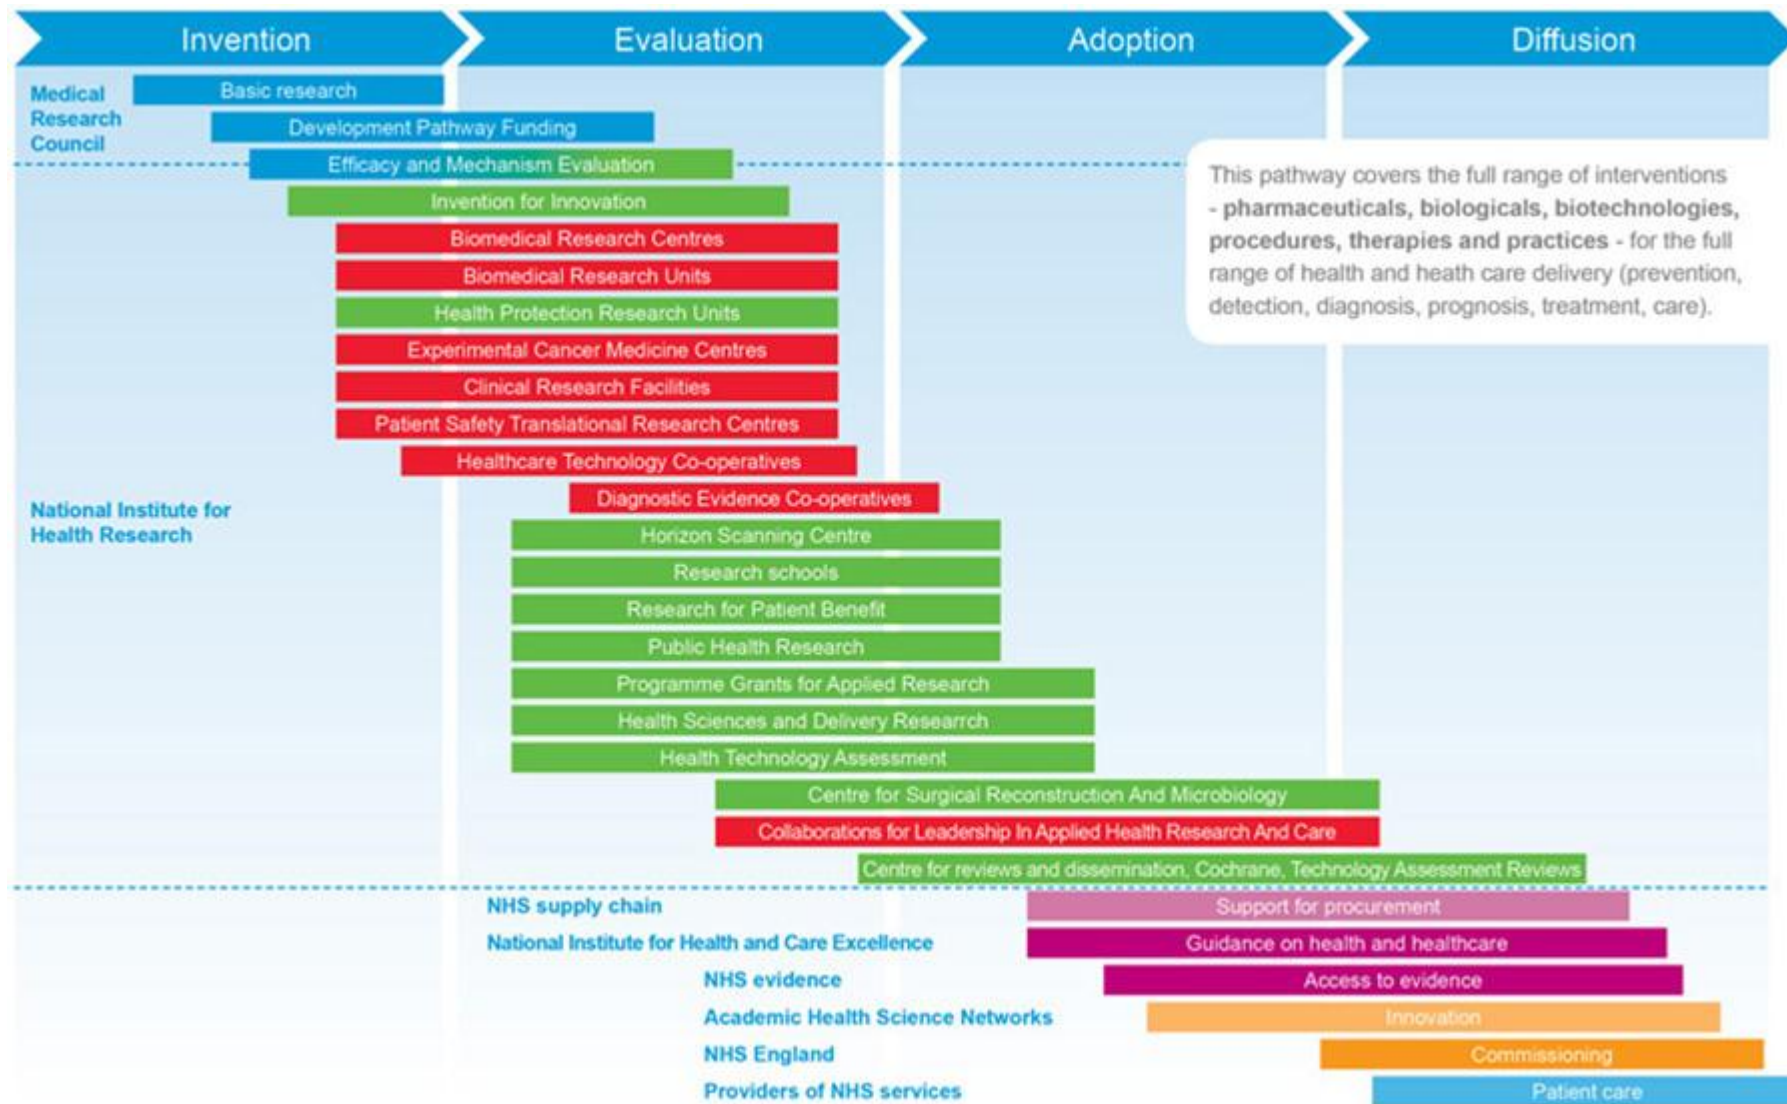 Invention
Evaluation
Adoption
Diffusion
Medical
Research
Council
Basic research
Development Pathway Funding
Efficacy and Mechanism Evaluation
Invention for Innovation
This pathway covers the full range of interventions
- pharmaceuticals, biologicals, biotechnologies,
procedures, therapies and practices - for the full
range of health and heath care delivery (prevention,
detection, diagnosis, prognosis, treatment, care).
Biomedical Research Centres
Biomedical Research Units
Health Protection Research Units
Experimental Cancer Medicine Centres
Clinical Research Facilities
Patient Safety Translational Research Centres
Healthcare Technology Co-operatives
Diagnostic Evidence Co-operatives
National Institute for
Health Research
Horizon Scanning Centre
Research schools
Research for Patient Benefit
Public Health Research
Programme Grants for Applied Research
Health Sciences and Delivery Researrch
Health Technology Assessment
Centre for Surgical Reconstruction And Microbiology
Collaborations for Leadership In Applied Health Research And Care
Centre for reviews and dissemination, Cochrane, Technology Assessment Reviews
NHS supply chain
Support for procurement
National Institute for Health and Care Excellence
Guidance on health and healthcare
NHS evidence
Access to evidence
Academic Health Science Networks
Innovation
NHS England
Commissioning
Providers of NHS services
Patient care